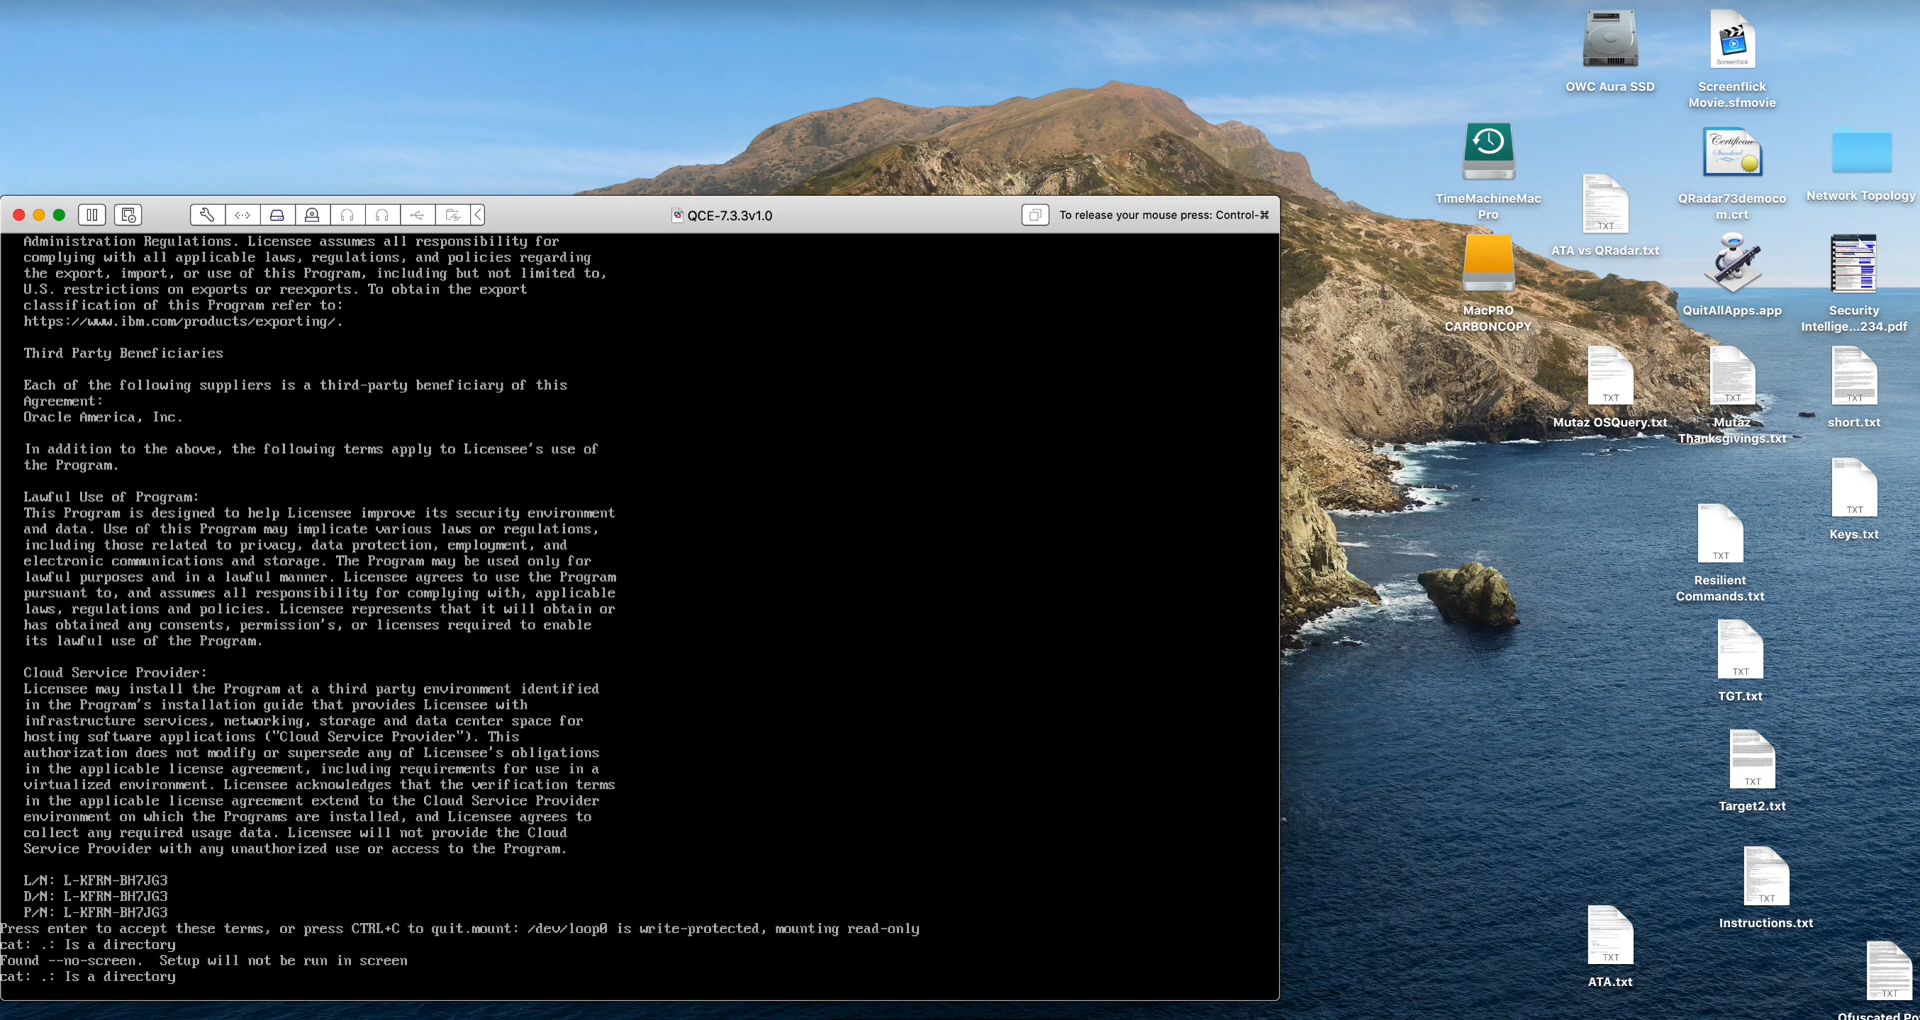 QCE-7.3.3v1.0
To release your mouse press: Control-⌘
Administration Regulations. Licensee assumes all responsibility for
complying with all applicable laws, regulations, and policies regarding
the export, import, or use of this Program, including but not limited to,
U.S. restrictions on exports or reexports. To obtain the export
classification of this Program refer to:
https://www.ibm.com/products/exporting/.
Third Party Beneficiaries
Each of the following suppliers is a third-party beneficiary of this
Agreement:
Oracle America, Inc.
In addition to the above, the following terms apply to Licensee's use of
the Program.
Lawful Use of Program:
This Program is designed to help Licensee improve its security environment
and data. Use of this Program may implicate various laws or regulations,
including those related to privacy, data protection, employment, and
electronic communications and storage. The Program may be used only for
lawful purposes and in a lawful manner. Licensee agrees to use the Program
pursuant to, and assumes all responsibility for complying with, applicable
laws, regulations and policies. Licensee represents that it will obtain or
has obtained any consents, permission's, or licenses required to enable
its lawful use of the Program.
Cloud Service Provider:
Licensee may install the Program at a third party environment identified
in the Program's installation guide that provides Licensee with
infrastructure services, networking, storage and data center space for
hosting software applications ("Cloud Service Provider"). This
authorization does not modify or supersede any of Licensee's obligations
in the applicable license agreement, including requirements for use in a
virtualized environment. Licensee acknowledges that the verification terms
in the applicable license agreement extend to the Cloud Service Provider
environment on which the Programs are installed, and Licensee agrees to
collect any required usage data. Licensee will not provide the Cloud
Service Provider with any unauthorized use or access to the Program.
L/N: L-KFRN-BH7JG3
D/N: L-KFRN-BH7JG3
P/N: L-KFRN-BH7JG3
Press enter to accept these terms, or press CTRL+C to quit.mount: /dev/loop0 is write-protected, mounting read-only
cat: .: Is a directory
Found --no-screen.  Setup will not be run in screen
cat: .: Is a directory
OWC Aura SSD
Screenflick
Screenflick
Movie.sfmovie
TimeMachineMac
Pro
TXT
ATA vs QRadar.txt
Certificate
Standard
QRadar73democo
m.crt
Network Topology
MacPRO
CARBONCOPY
QuitAllApps.app
Security
Intellige...234.pdf
TXT
Mutaz OSQuery.txt
TXT
Mutaz
Thanksgivings.txt
TXT
short.txt
TXT
Keys.txt
TXT
Resilient
Commands.txt
TXT
TGT.txt
TXT
Target2.txt
TXT
Instructions.txt
TXT
ATA.txt
TXT
Ofuscated Po